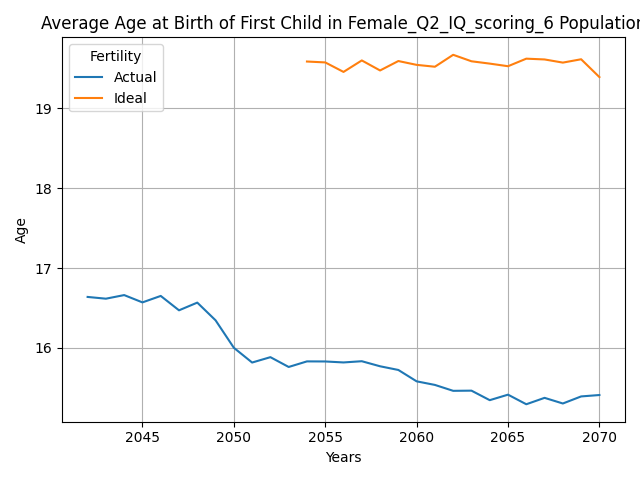 Average Age at Birth of First Child in Female_Q2_IQ_scoring_6 Population
Fertility
Actual
Ideal
Age
19
18
17
16
2045 2050 2055 2060 2065 2070
Years